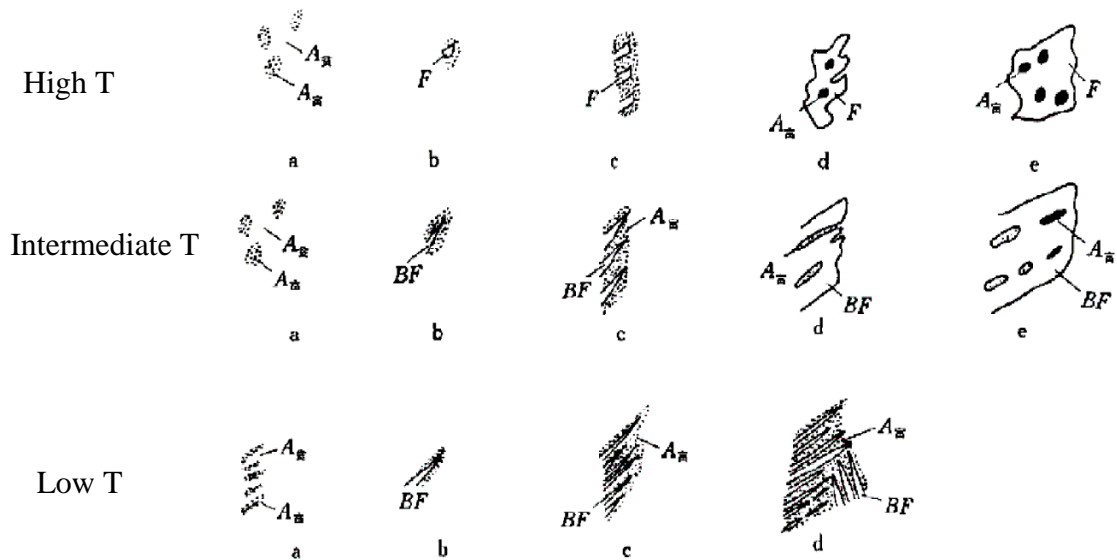 High T
A贫
A富
a
F
b
F
c
A富
F
d
A富
F
e
Intermediate T
A贫
A富
a
BF
b
A富
BF
c
A富
BF
d
A富
BF
e
Low T
A贫
A富
a
BF
b
A富
BF
c
A富
BF
d